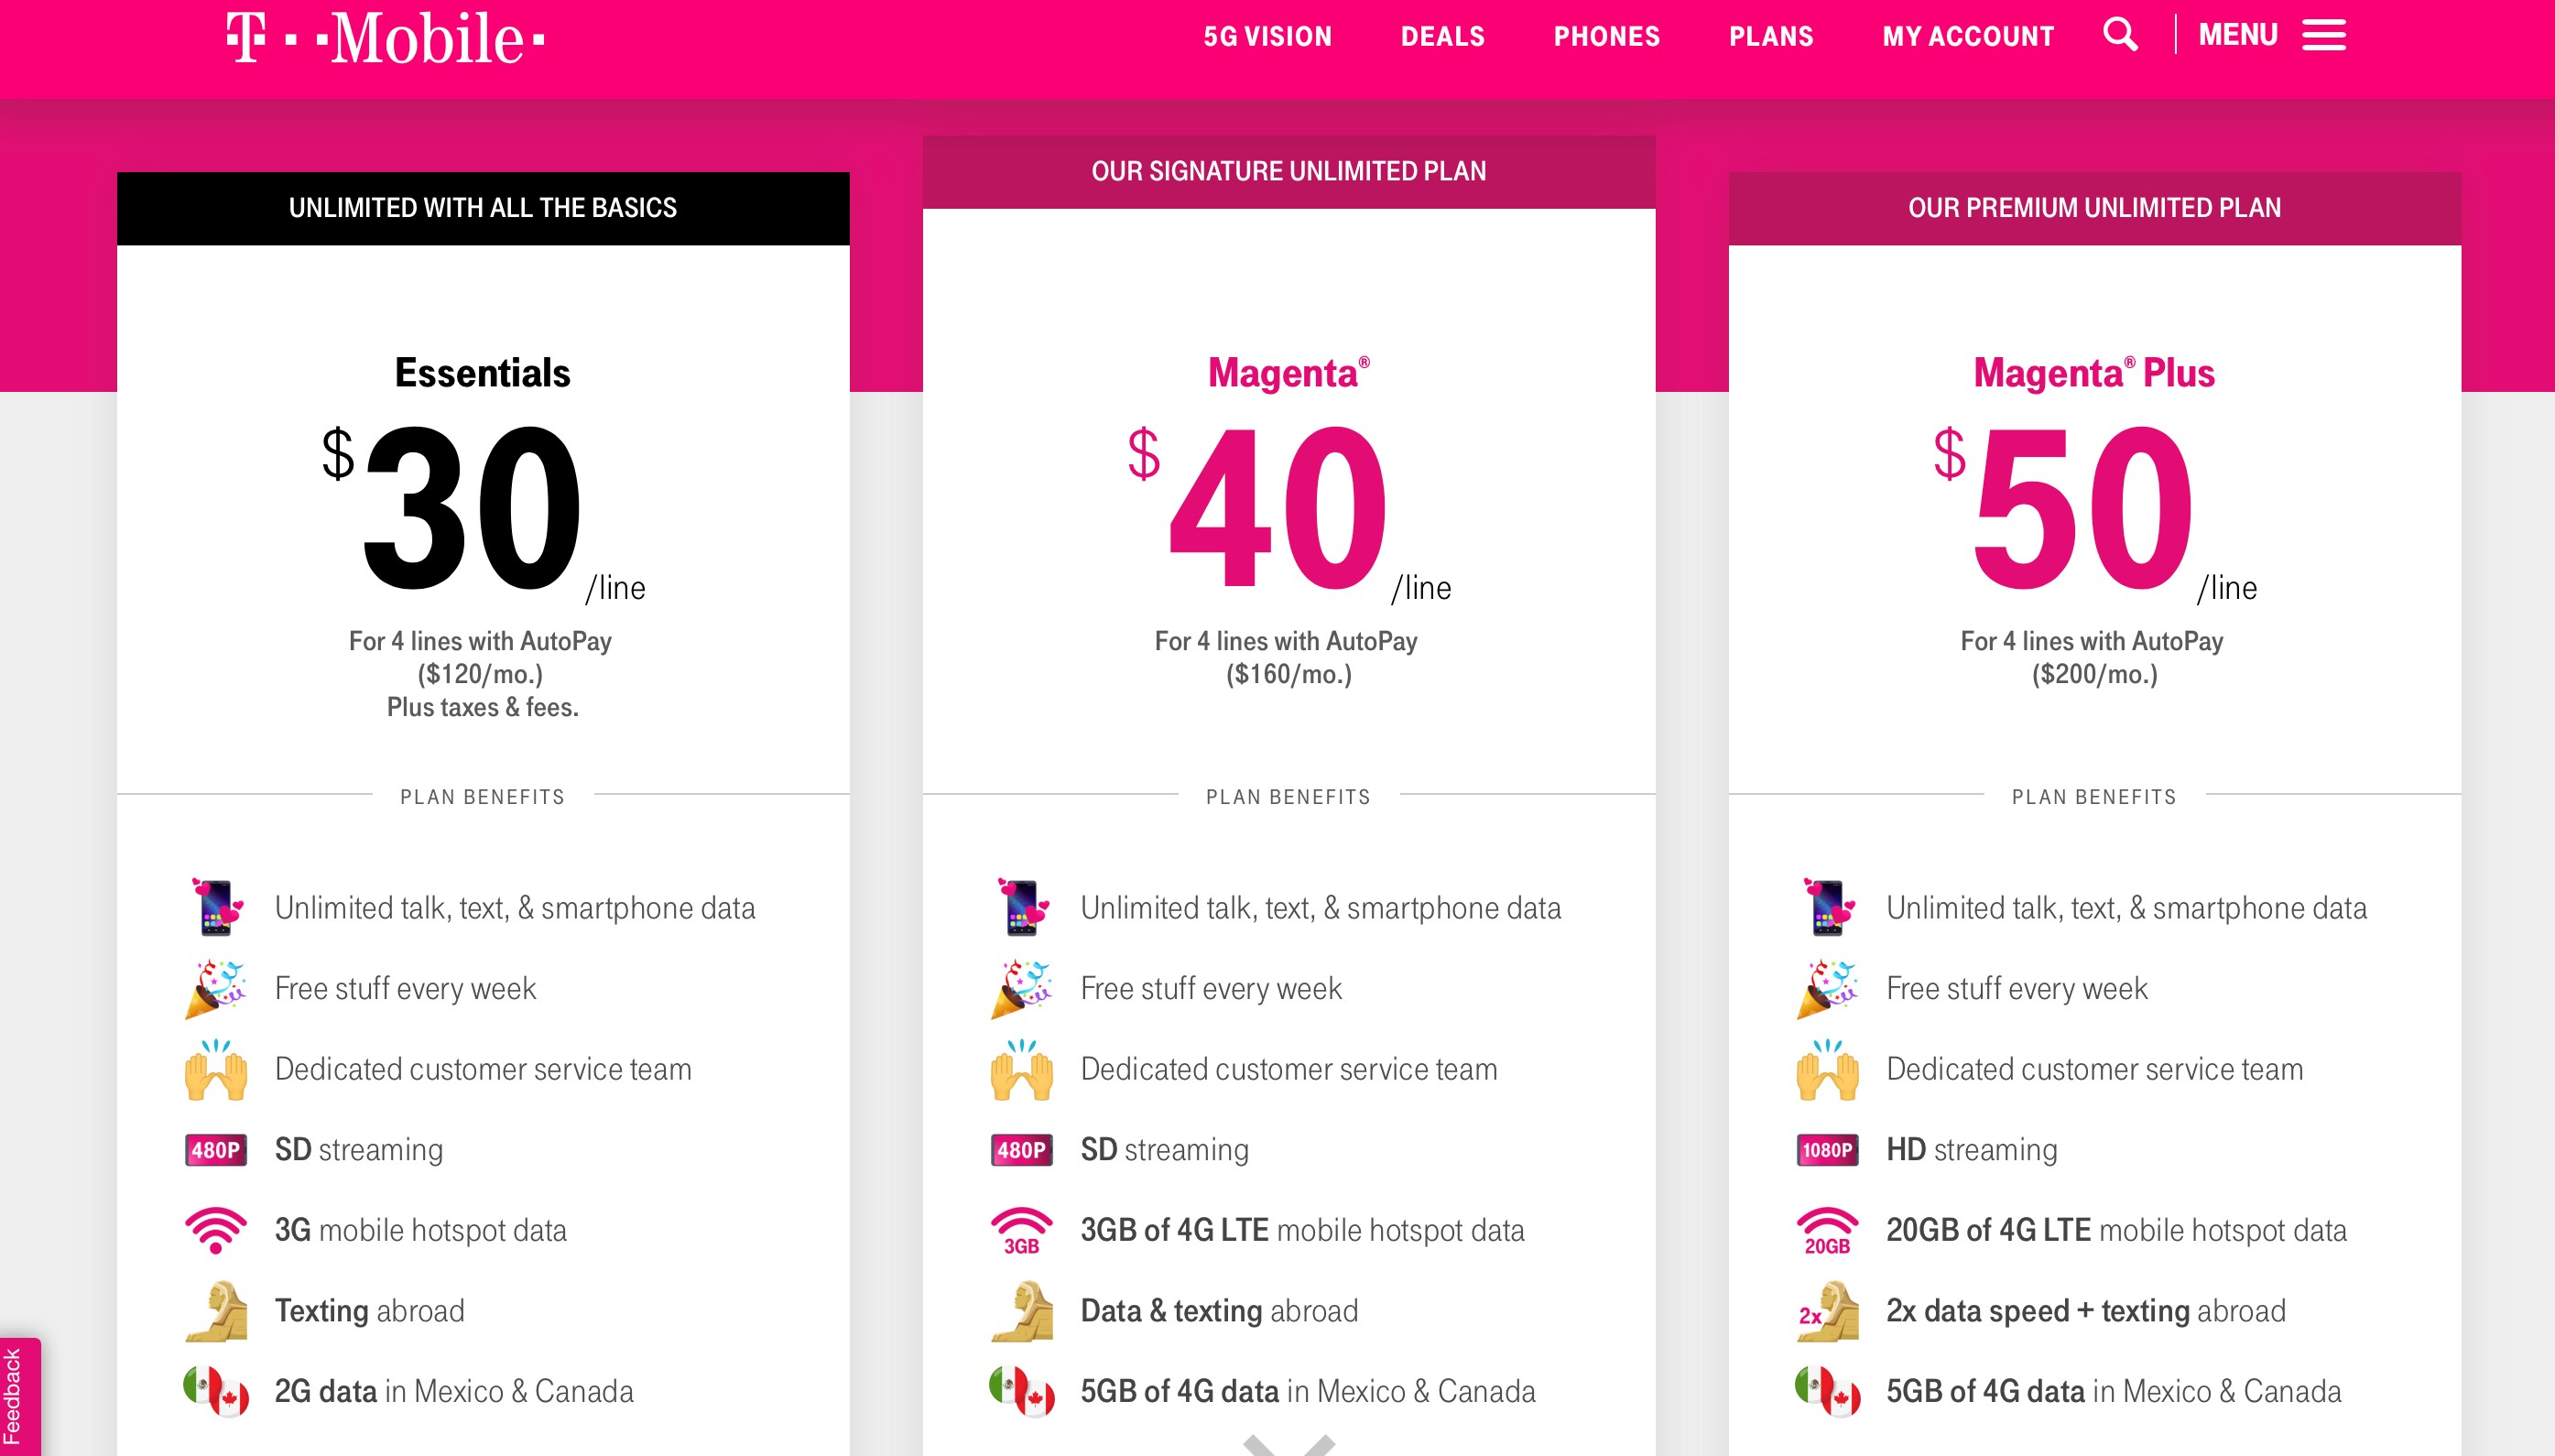 T · · Mobile ·
5G VISION
DEALS
PHONES
PLANS
MY ACCOUNT
MENU
UNLIMITED WITH ALL THE BASICS
Essentials
$30/line
For 4 lines with AutoPay
($120/mo.)
Plus taxes & fees.
PLAN BENEFITS
Unlimited talk, text, & smartphone data
Free stuff every week
Dedicated customer service team
480P SD streaming
3G mobile hotspot data
Texting abroad
2G data in Mexico & Canada
OUR SIGNATURE UNLIMITED PLAN
Magenta®
$40/line
For 4 lines with AutoPay
($160/mo.)
PLAN BENEFITS
Unlimited talk, text, & smartphone data
Free stuff every week
Dedicated customer service team
480P SD streaming
3GB 3GB of 4G LTE mobile hotspot data
Data & texting abroad
5GB of 4G data in Mexico & Canada
OUR PREMIUM UNLIMITED PLAN
Magenta® Plus
$50/line
For 4 lines with AutoPay
($200/mo.)
PLAN BENEFITS
Unlimited talk, text, & smartphone data
Free stuff every week
Dedicated customer service team
1080P HD streaming
20GB 20GB of 4G LTE mobile hotspot data
2x 2x data speed + texting abroad
5GB of 4G data in Mexico & Canada
Feedback